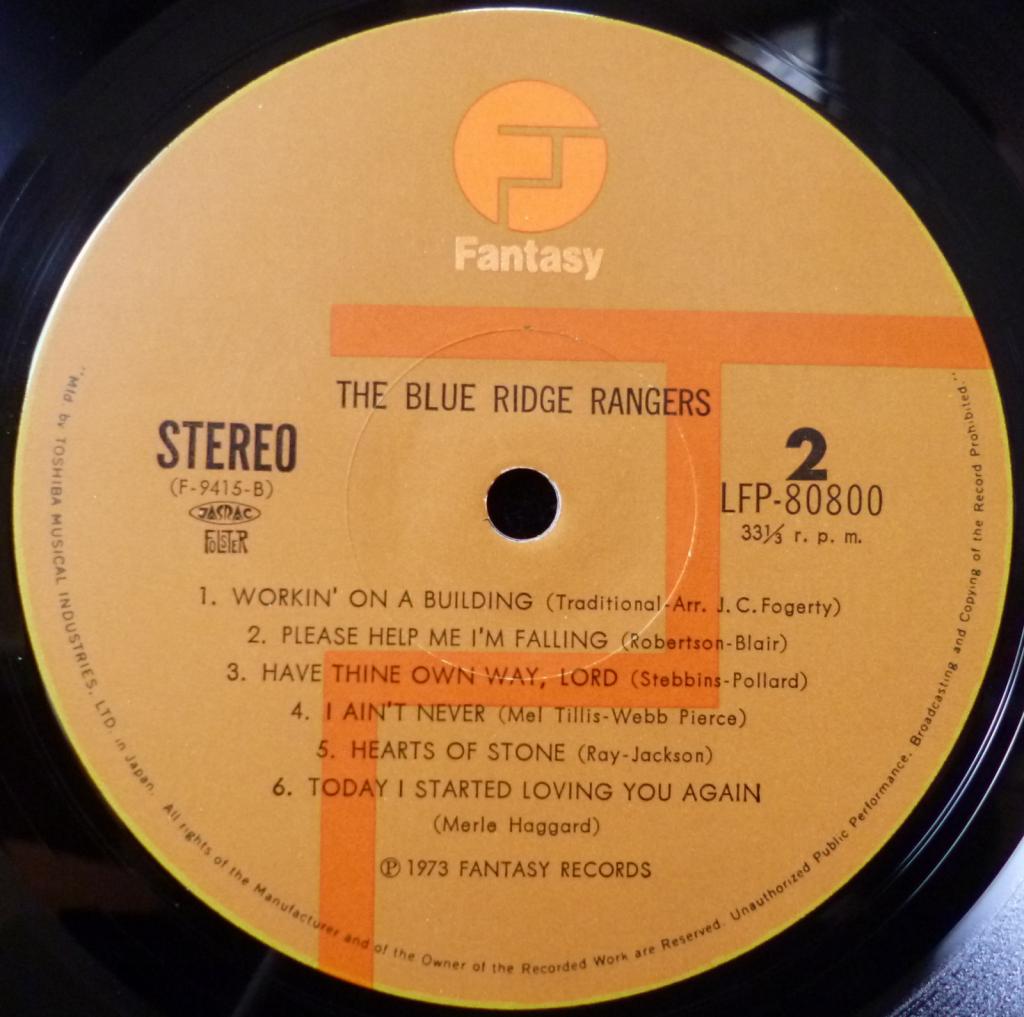 Fantasy
THE BLUE RIDGE RANGERS
STEREO
(F-9415-B)
JASRAC
FOLSTER
2
LFP-80800
33⅓ r. p. m.
1. WORKIN' ON A BUILDING (Traditional-Arr. J. C. Fogerty)
2. PLEASE HELP ME I'M FALLING (Robertson-Blair)
3. HAVE THINE OWN WAY, LORD (Stebbins-Pollard)
4. I AIN'T NEVER (Mel Tillis-Webb Pierce)
5. HEARTS OF STONE (Ray-Jackson)
6. TODAY I STARTED LOVING YOU AGAIN
(Merle Haggard)
Ⓟ 1973 FANTASY RECORDS
"Mfd. by TOSHIBA MUSICAL INDUSTRIES, LTD. in Japan. All rights of the Manufacturer and of the Owner of the Recorded Work are Reserved. Unauthorized Public Performance, Broadcasting and Copying of the Record Prohibited."